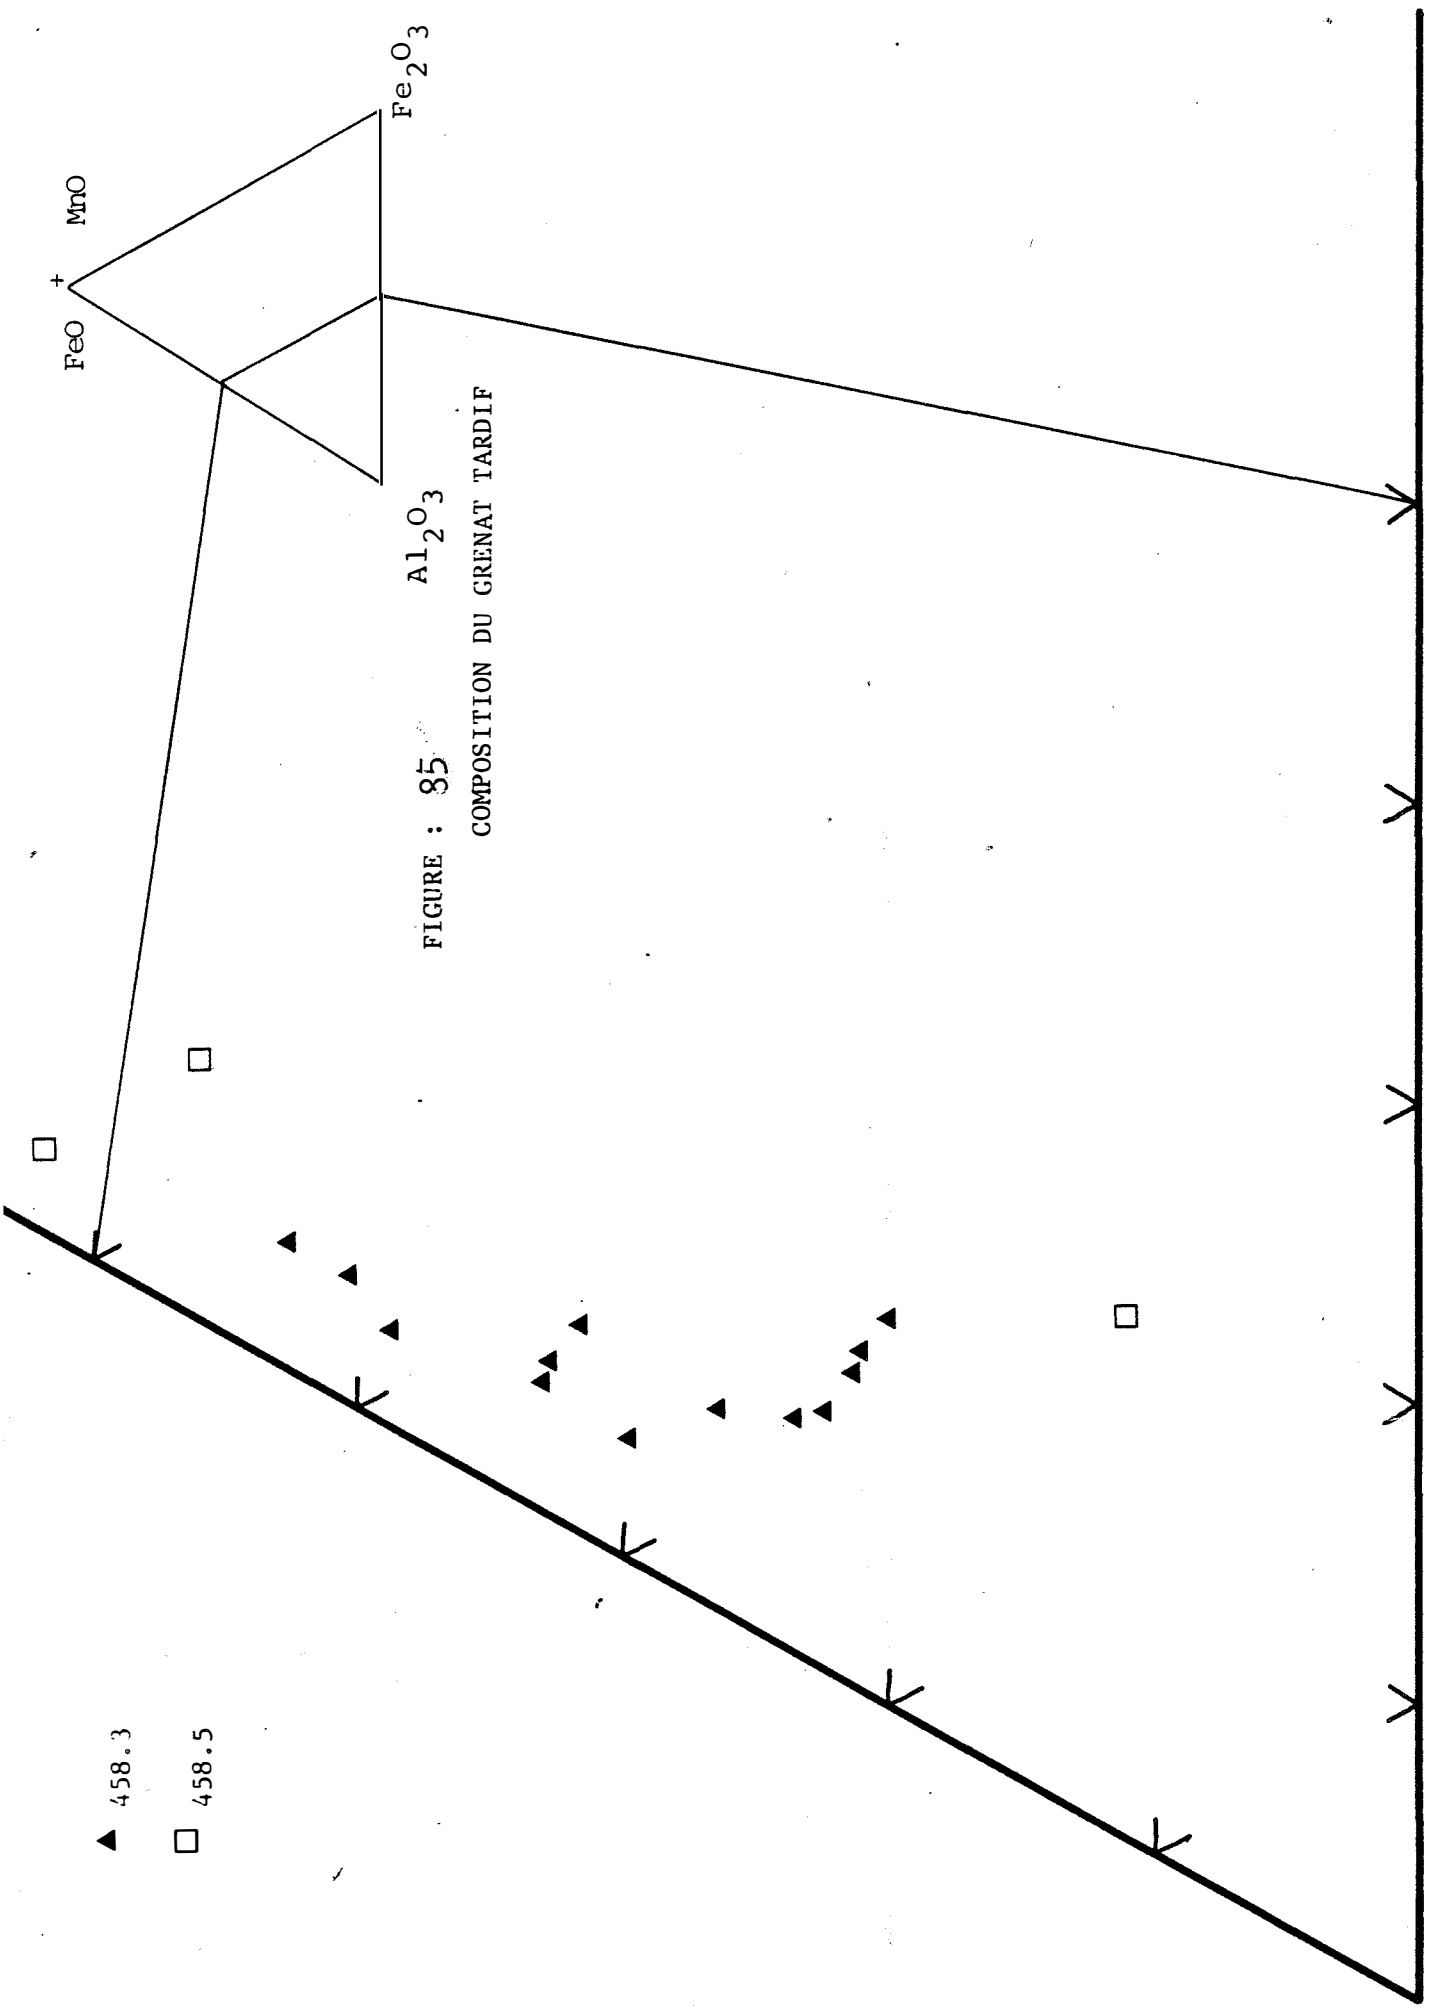 FeO + MnO
Al2O3
Fe2O3
FIGURE : 85
COMPOSITION DU GRENAT TARDIF
▲ 458.3
□ 458.5